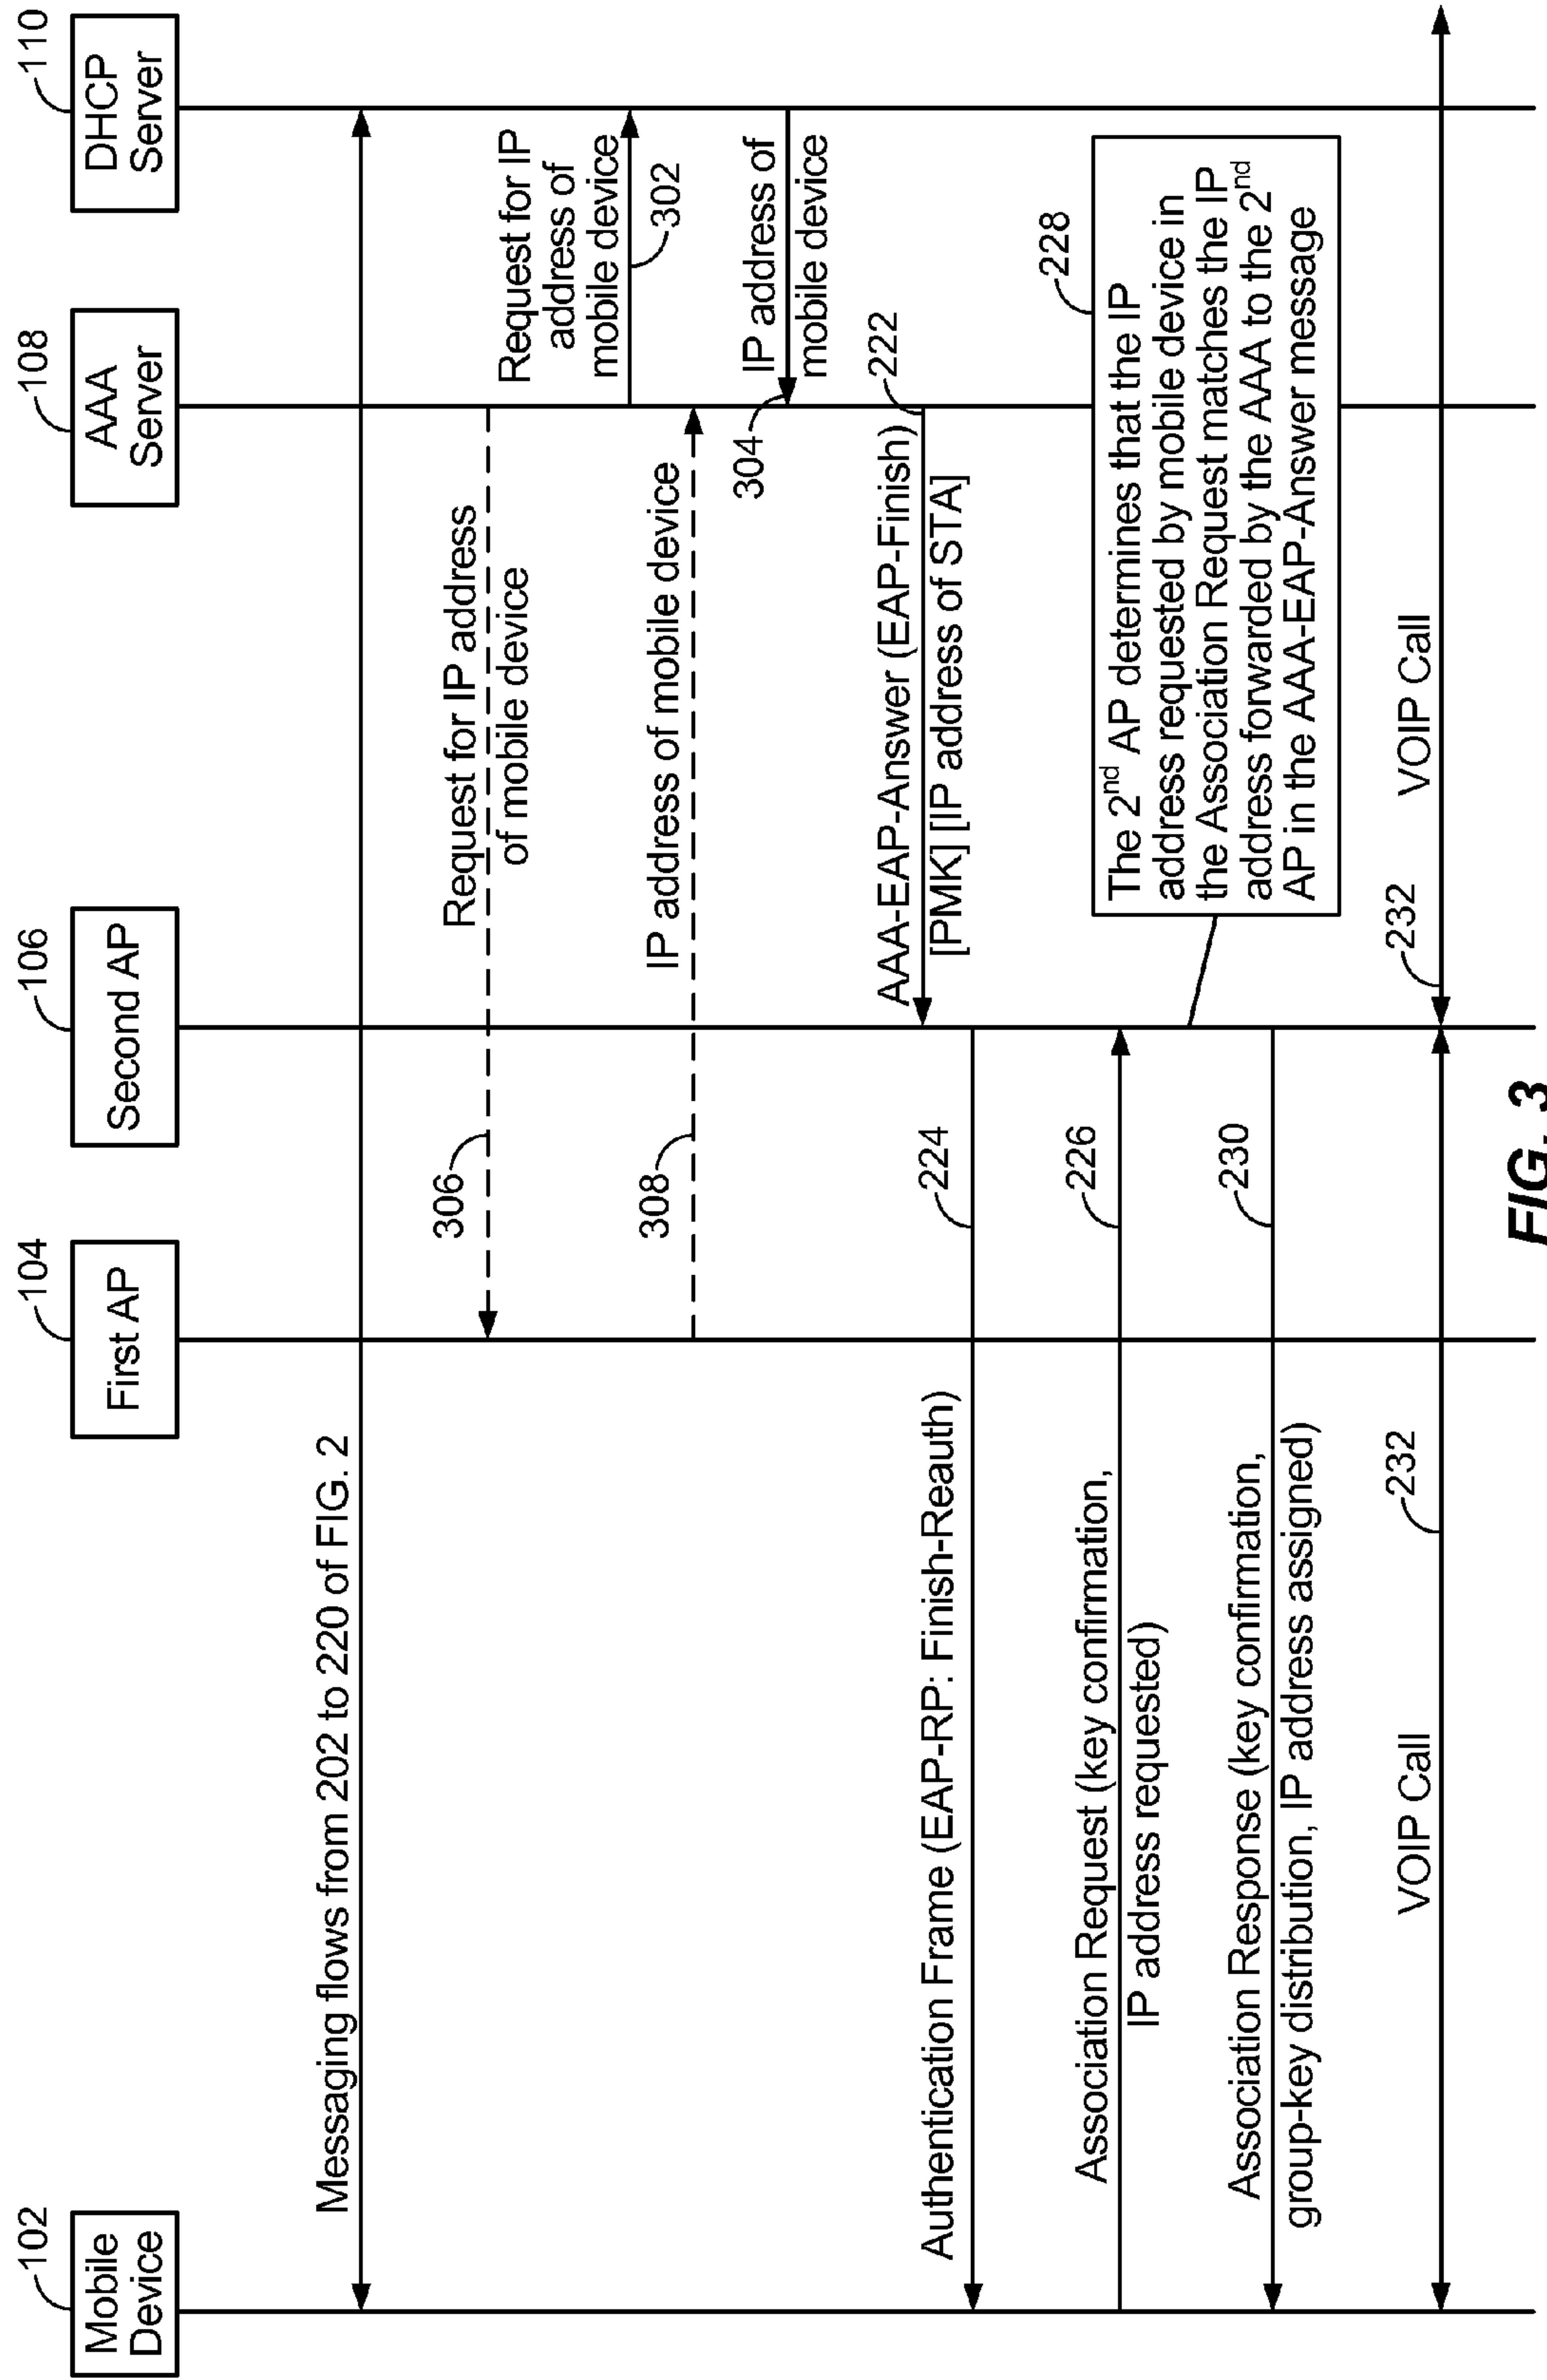 102
Mobile
Device
104
First AP
106
Second AP
108
AAA
Server
110
DHCP
Server
Messaging flows from 202 to 220 of FIG. 2
306
Request for IP address
of mobile device
Request for IP
address of
mobile device
302
308
IP address of mobile device
304
IP address of
mobile device
AAA-EAP-Answer (EAP-Finish)
[PMK] [IP address of STA]
222
Authentication Frame (EAP-RP: Finish-Reauth)
224
Association Request (key confirmation,
IP address requested)
226
228
The 2nd AP determines that the IP
address requested by mobile device in
the Association Request matches the IP
address forwarded by the AAA to the 2nd
AP in the AAA-EAP-Answer message
Association Response (key confirmation,
group-key distribution, IP address assigned)
230
VOIP Call
232
232
VOIP Call
FIG. 3